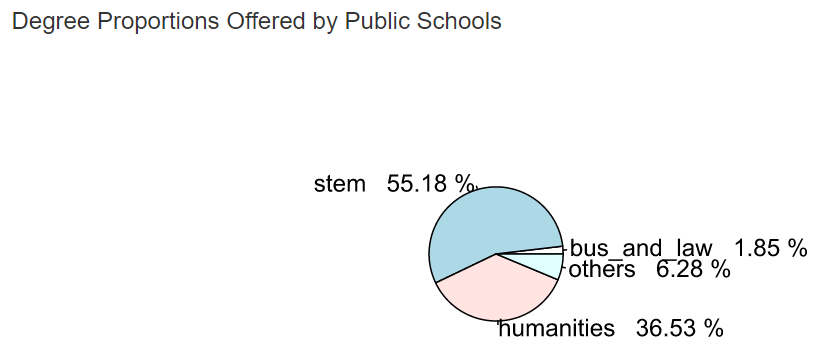 Degree Proportions Offered by Public Schools
stem 55.18 %
bus_and_law 1.85 %
others 6.28 %
humanities 36.53 %